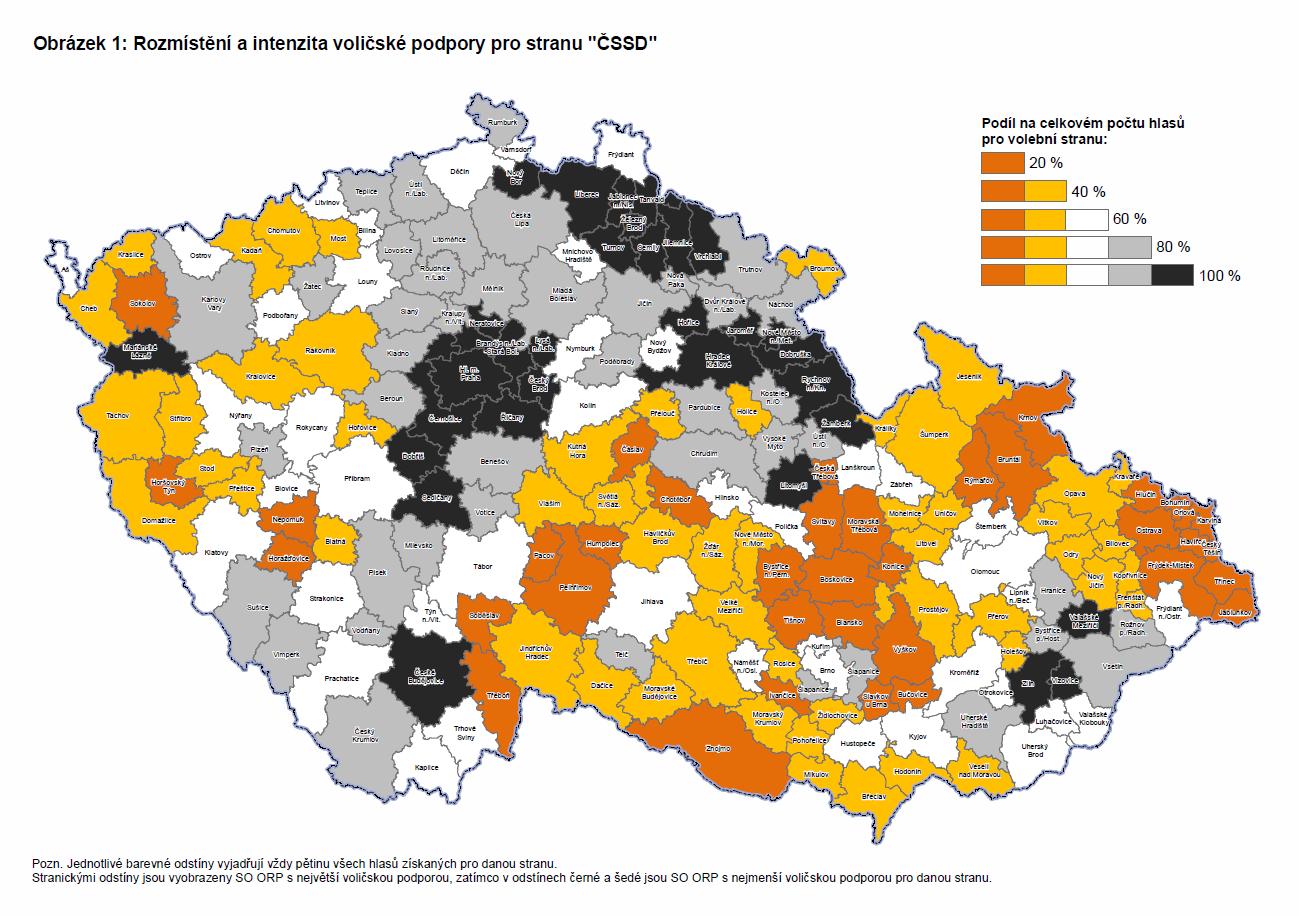 Obrázek 1: Rozmístění a intenzita voličské podpory pro stranu "ČSSD"
Podíl na celkovém počtu hlasů
pro volební stranu:
20 %
40 %
60 %
80 %
100 %
Rumburk
Varnsdorf
Frýdlant
Děčín
Nový
Bor
Liberec
Jablonec
n/Nis.
Tanvald
Železný
Brod
Turnov
Semily
Jilemnice
Vrchlabí
Trutnov
Broumov
Teplice
Ústí
n./Lab.
Litvínov
Bílina
Most
Chomutov
Kadaň
Česká
Lípa
Litoměřice
Lovosice
Roudnice
n./Lab.
Mnichovo
Hradiště
Mladá
Boleslav
Mělník
Jičín
Nová
Paka
Dvůr Králové
n./Lab.
Náchod
Aš
Kraslice
Sokolov
Cheb
Ostrov
Karlovy
Vary
Podbořany
Žatec
Louny
Slaný
Kralupy
n./Vlt.
Neratovice
Mariánské
Lázně
Rakovník
Kralovice
Kladno
Beroun
Hl. m.
Praha
Brandýs n./Lab.
-Stará Bol.
Lysá
n./Lab.
Nymburk
Poděbrady
Český
Brod
Říčany
Černošice
Kolín
Nový
Bydžov
Hořice
Jaroměř
Nové Město
n./Met.
Dobruška
Hradec
Králové
Rychnov
n./Kn.
Kostelec
n./O.
Žamberk
Pardubice
Holice
Přelouč
Tachov
Stříbro
Nýřany
Plzeň
Rokycany
Hořovice
Příbram
Dobříš
Benešov
Sedlčany
Votice
Kutná
Hora
Čáslav
Chrudim
Vysoké
Mýto
Ústí
n./O.
Česká
Třebová
Litomyšl
Lanškroun
Králíky
Šumperk
Jeseník
Krnov
Bruntál
Rýmařov
Zábřeh
Horšovský
Týn
Stod
Přeštice
Blovice
Nepomuk
Domažlice
Klatovy
Horažďovice
Blatná
Písek
Milevsko
Tábor
Vlašim
Světlá
n./Sáz.
Chotěboř
Hlinsko
Polička
Svitavy
Moravská
Třebová
Mohelnice
Uničov
Litovel
Šternberk
Olomouc
Konice
Opava
Kravaře
Hlučín
Bohumín
Orlová
Karviná
Ostrava
Havířov
Český
Těšín
Vítkov
Bílovec
Odry
Nový
Jičín
Kopřivnice
Frýdek-Místek
Třinec
Jablunkov
Frýdlant
n./Ostr.
Frenštát
p./Radh.
Rožnov
p./Radh.
Hranice
Lipník
n./Beč.
Valašské
Meziříčí
Vsetín
Bystřice
p./Host.
Přerov
Prostějov
Holešov
Kroměříž
Zlín
Vizovice
Otrokovice
Luhačovice
Valašské
Klobouky
Uherské
Hradiště
Uherský
Brod
Pacov
Humpolec
Pelhřimov
Havlíčkův
Brod
Žďár
n./Sáz.
Nové Město
n./Mor.
Bystřice
n./Pern.
Boskovice
Blansko
Tišnov
Vyškov
Velké
Meziříčí
Jihlava
Telč
Třebíč
Náměšť
n./Osl.
Rosice
Kuřim
Brno
Šlapanice
Šlapanice
Ivančice
Slavkov
u Brna
Bučovice
Moravský
Krumlov
Židlochovice
Pohořelice
Hustopeče
Kyjov
Mikulov
Břeclav
Hodonín
Veselí
nad Moravou
Znojmo
Moravské
Budějovice
Dačice
Jindřichův
Hradec
Soběslav
Třeboň
Týn
n./Vlt.
České
Budějovice
Strakonice
Vodňany
Sušice
Vimperk
Prachatice
Český
Krumlov
Kaplice
Trhové
Sviny
Pozn. Jednotlivé barevné odstíny vyjadřují vždy pětinu všech hlasů získaných pro danou stranu.
Stranickými odstíny jsou vyobrazeny SO ORP s největší voličskou podporou, zatímco v odstínech černé a šedé jsou SO ORP s nejmenší voličskou podporou pro danou stranu.